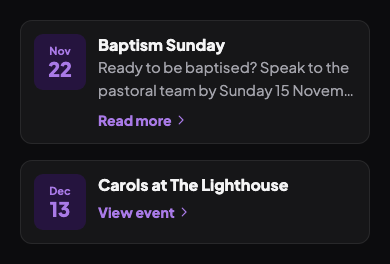 Nov
22
Baptism Sunday
Ready to be baptised? Speak to the
pastoral team by Sunday 15 Novem...
Read more
Dec
13
Carols at The Lighthouse
View event